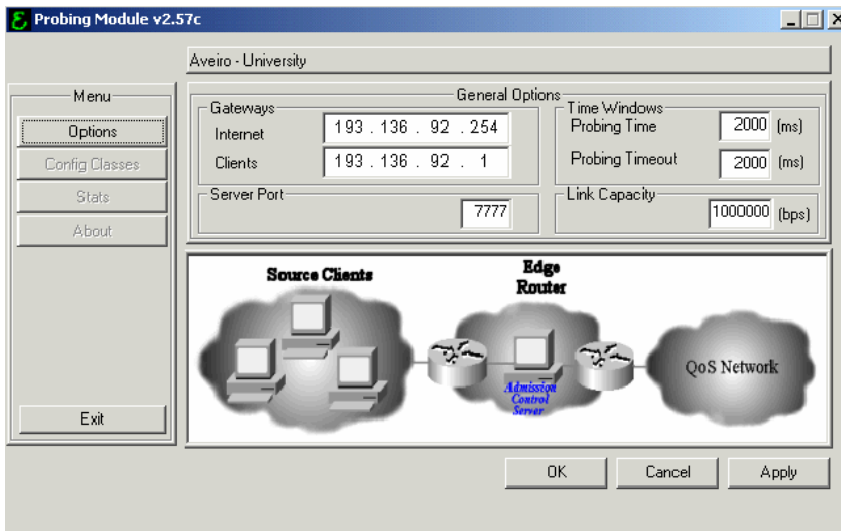 Probing Module v2.57c
Aveiro - University
Menu
Options
Config Classes
Stats
About
Exit
General Options
Gateways
Internet 193 . 136 . 92 . 254
Clients 193 . 136 . 92 . 1
Time Windows
Probing Time 2000 (ms)
Probing Timeout 2000 (ms)
Server Port
7777
Link Capacity
1000000 (bps)
Source Clients
Edge
Router
Admission
Control
Server
QoS Network
OK Cancel Apply